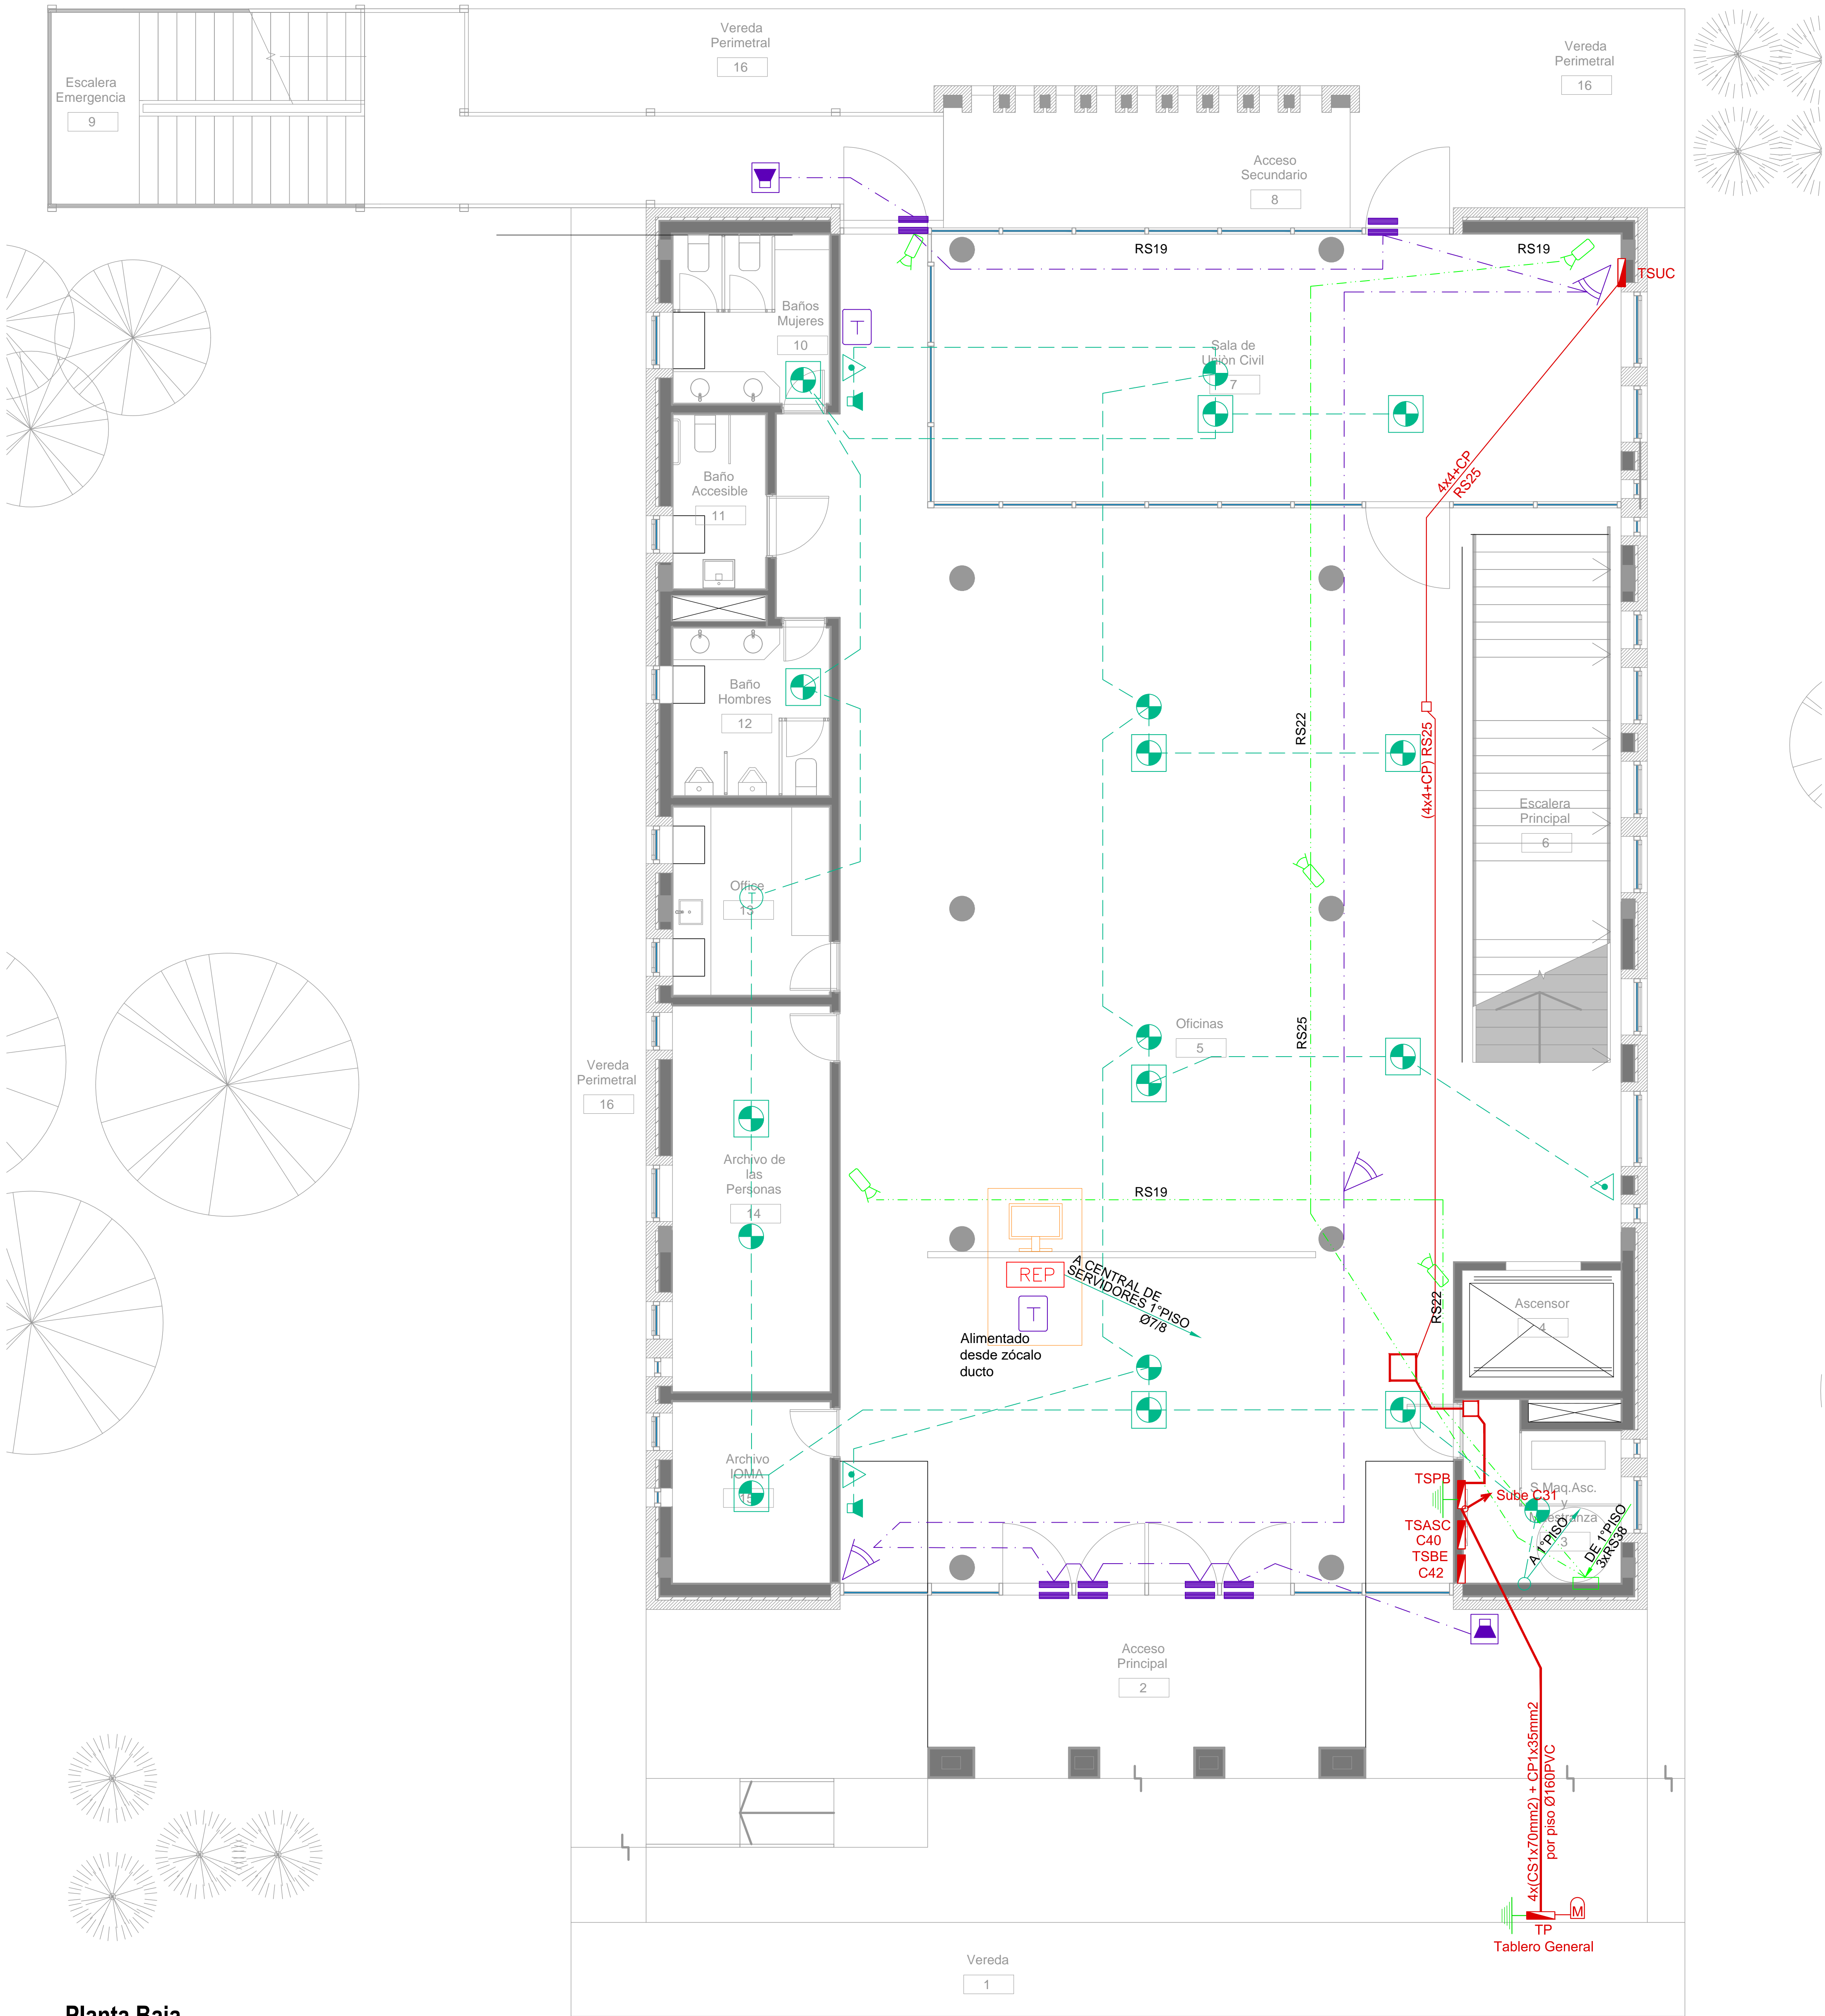 Vereda
Perimetral
16
Vereda
Perimetral
16
Escalera
Emergencia
9
Acceso
Secundario
8
RS19
RS19
TSUC
Baños
Mujeres
10
T
Sala de
Uniòn Civil
7
4x4+CP
RS25
Baño
Accesible
11
Baño
Hombres
12
RS22
(4x4+CP) RS25
Escalera
Principal
6
Office
13
T
Oficinas
5
RS25
Vereda
Perimetral
16
Archivo de
las
Personas
14
RS19
REP
T
A CENTRAL DE
SERVIDORES 1°PISO
Ø7/8
Alimentado
desde zócalo
ducto
RS22
Ascensor
4
Archivo
IOMA
15
TSPB
Sube C31
TSASC
C40
TSBE
C42
S.Maq.Asc.
y
Maestranza
3
A 1°PISO
DE 1°PISO
3xRS38
Acceso
Principal
2
4x(CS1x70mm2) + CP1x35mm2
por piso Ø160PVC
M
TP
Tablero General
Vereda
1
Planta Baja